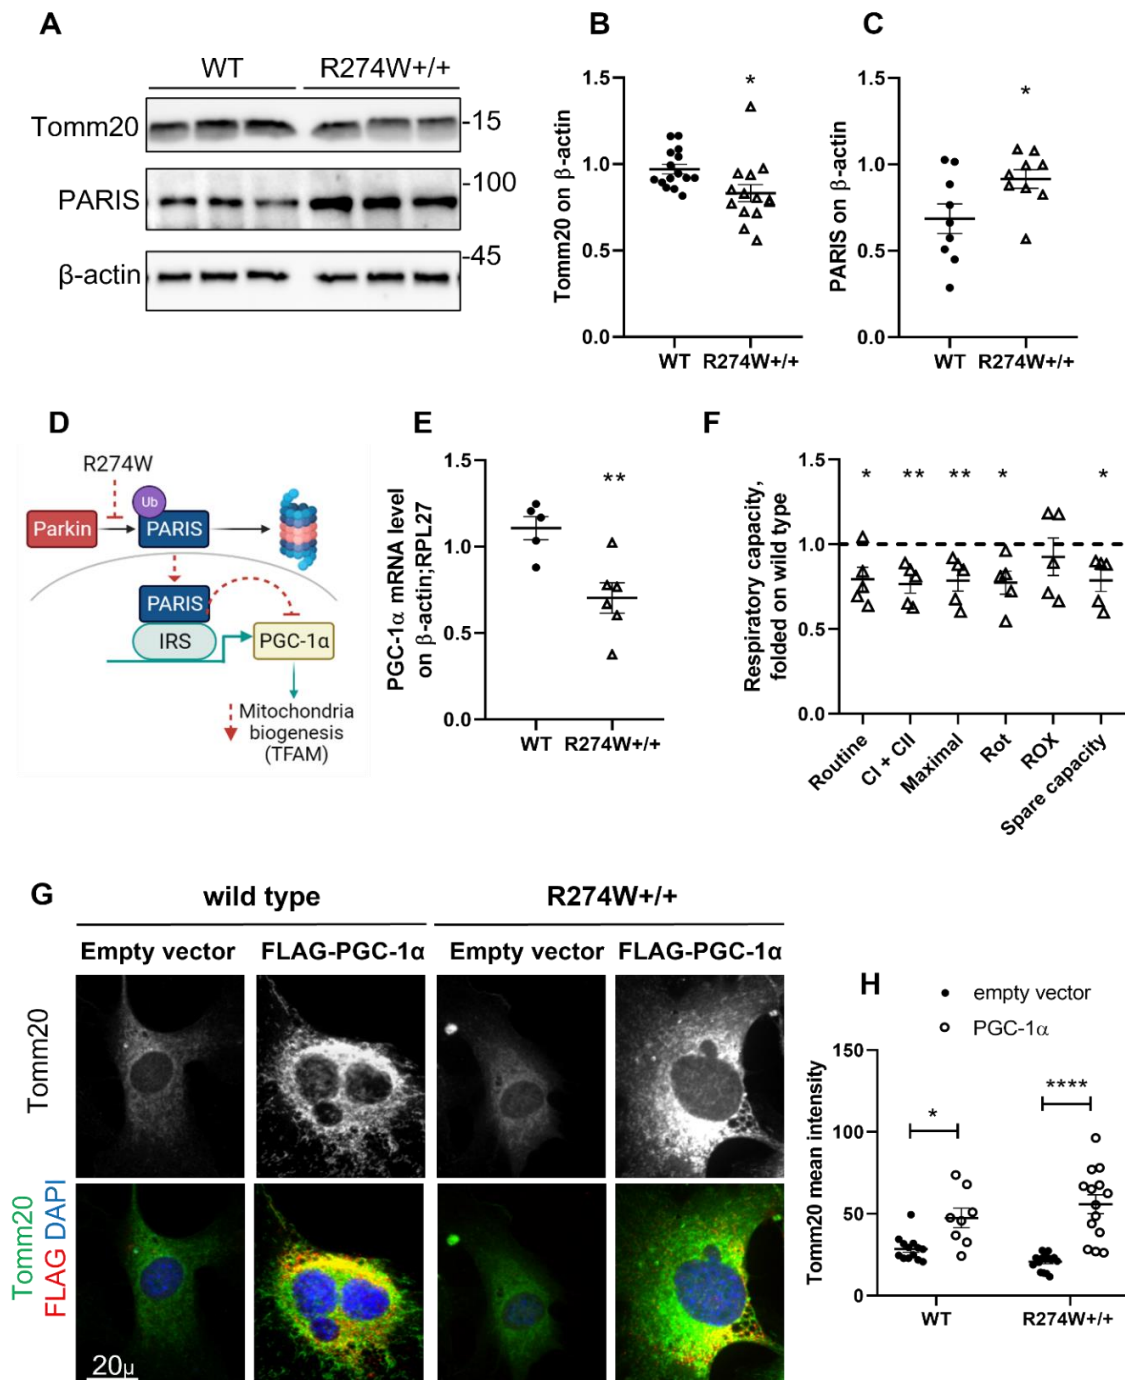 A
WT R274W+/+
Tomm20
-15
PARIS
-100
β-actin
-45
B
Tomm20 on β-actin
1.5
1.0
0.5
0.0
*
WT R274W+/+
C
PARIS on β-actin
1.5
1.0
0.5
0.0
*
WT R274W+/+
D
R274W
Ub
Parkin
PARIS
PARIS
IRS
PGC-1α
Mitochondria
biogenesis
(TFAM)
E
PGC-1α mRNA level
on β-actin;RPL27
1.5
1.0
0.5
0.0
**
WT R274W+/+
F
Respiratory capacity,
folded on wild type
1.5
1.0
0.5
0.0
* ** ** * *
Routine
CI + CII
Maximal
Rot
ROX
Spare capacity
G
wild type R274W+/+
Empty vector FLAG-PGC-1α Empty vector FLAG-PGC-1α
Tomm20
Tomm20
FLAG DAPI
20μ
H
empty vector
PGC-1α
Tomm20 mean intensity
150
100
50
0
*
****
WT R274W+/+